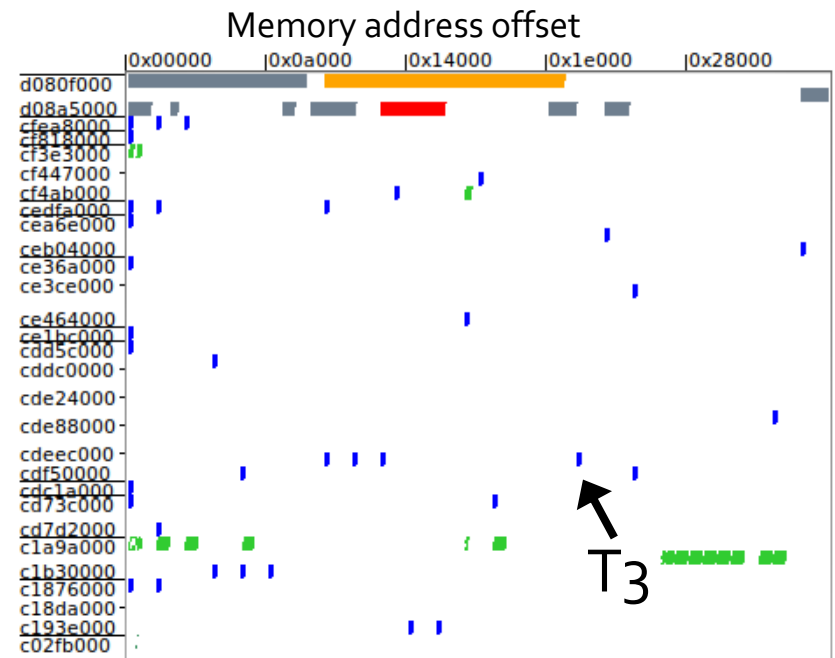 Memory address offset
0x00000 0x0a000 0x14000 0x1e000 0x28000
d080f000
d08a5000
cfea8000
cf818000
cf3e3000
cf447000
cf4ab000
cedfa000
cea6e000
ceb04000
ce36a000
ce3ce000
ce464000
ce1bc000
cdd5c000
cddc0000
cde24000
cde88000
cdeec000
cdf50000
cdc1a000
cd73c000
cd7d2000
c1a9a000
c1b30000
c1876000
c18da000
c193e000
c02fb000
T3